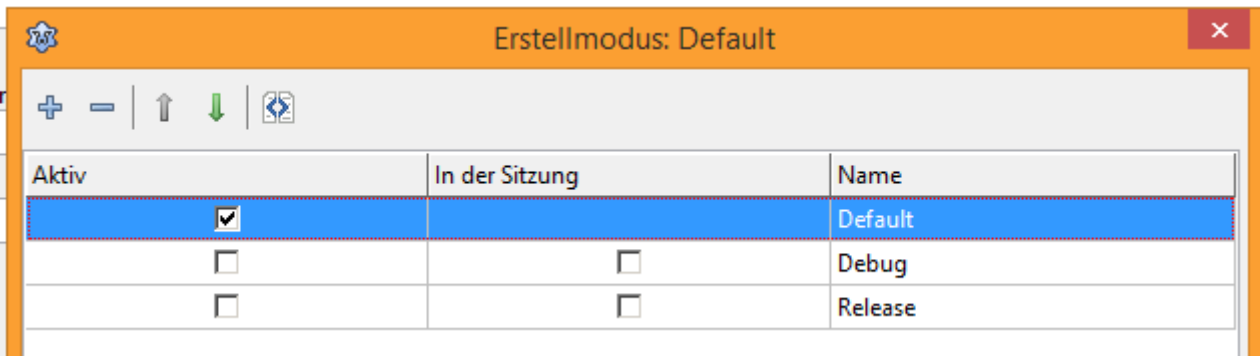 Erstellmodus: Default
Aktiv In der Sitzung Name
Default
Debug
Release